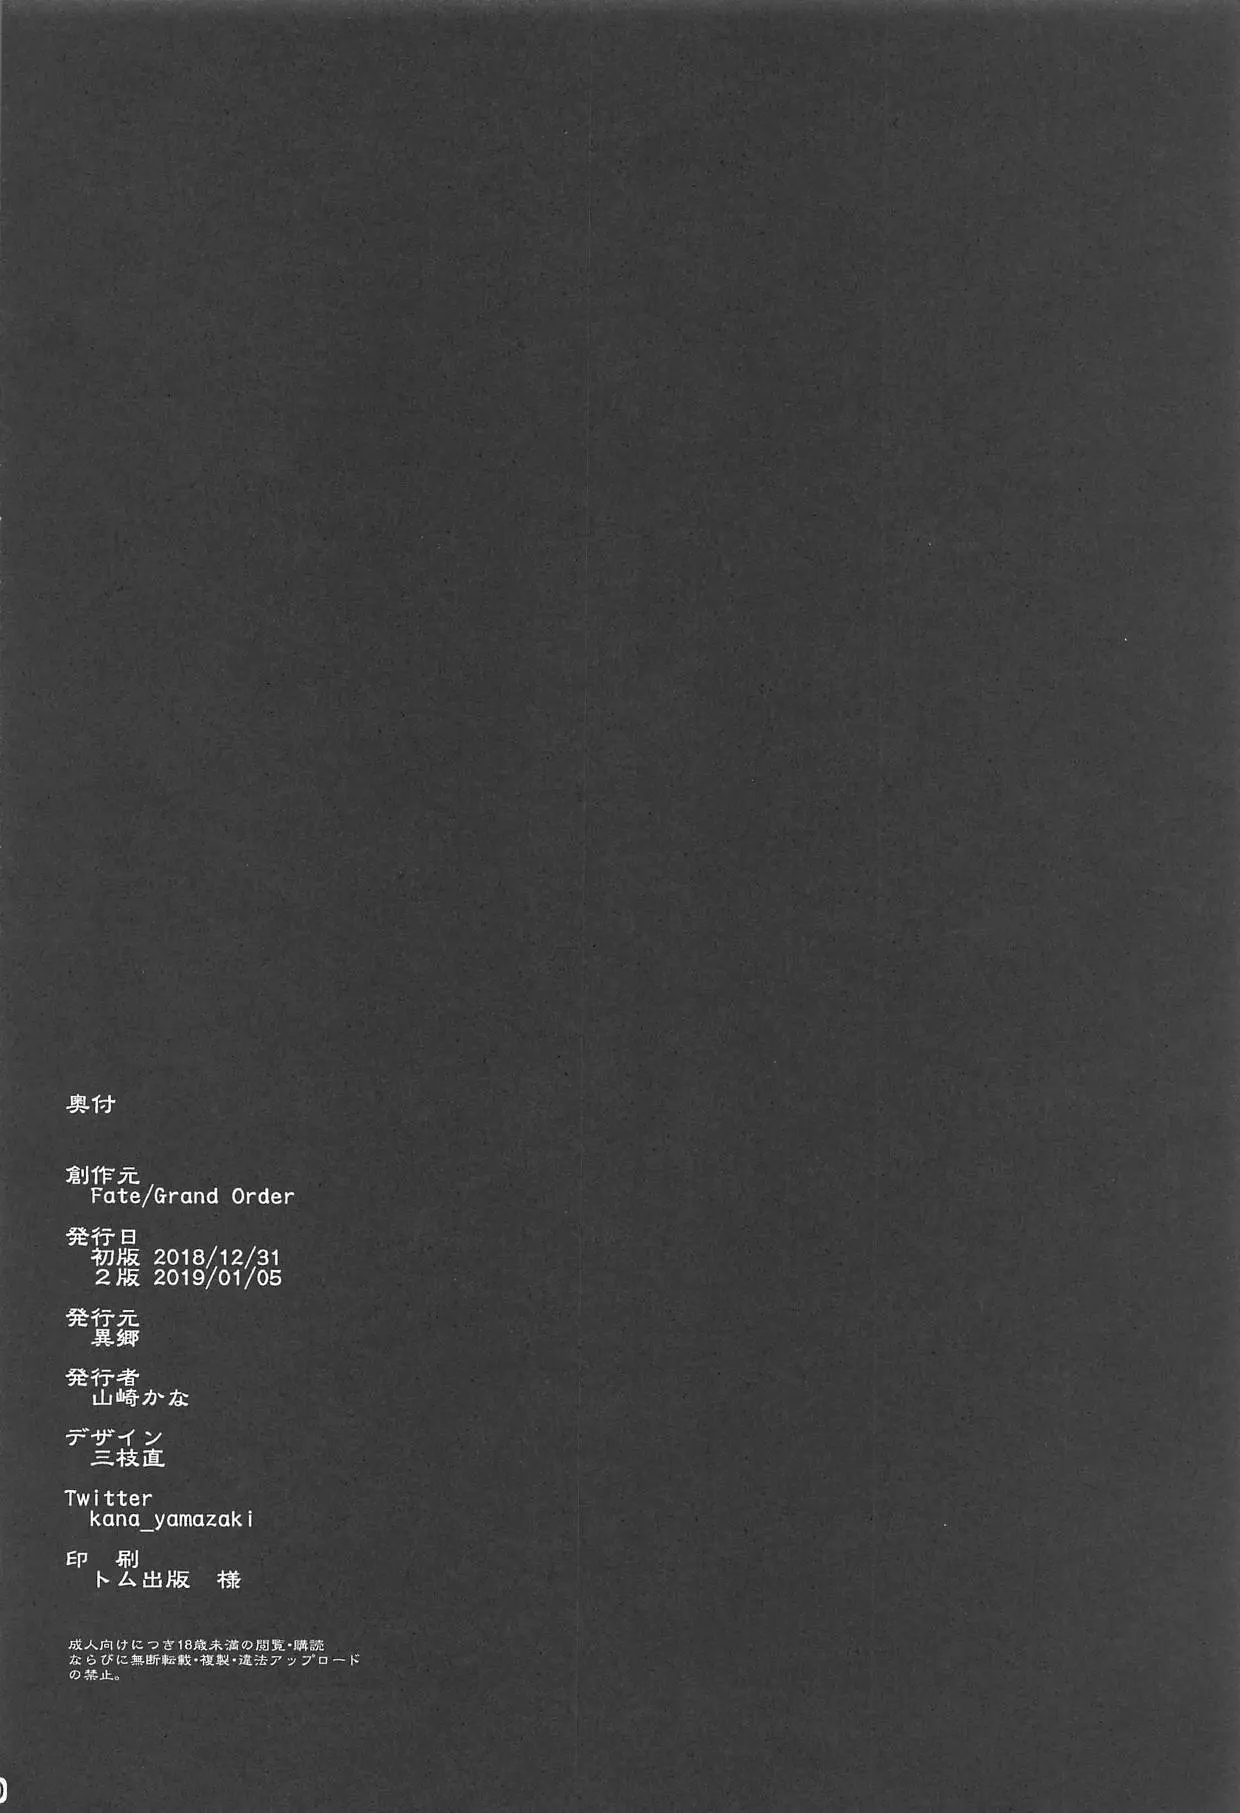 奥付
創作元
Fate/Grand Order
発行日
初版 2018/12/31
２版 2019/01/05
発行元
異郷
発行者
山崎かな
デザイン
三枝直
Twitter
kana_yamazaki
印　刷
トム出版　様
成人向けにつき18歳未満の閲覧・購読
ならびに無断転載・複製・違法アップロード
の禁止。